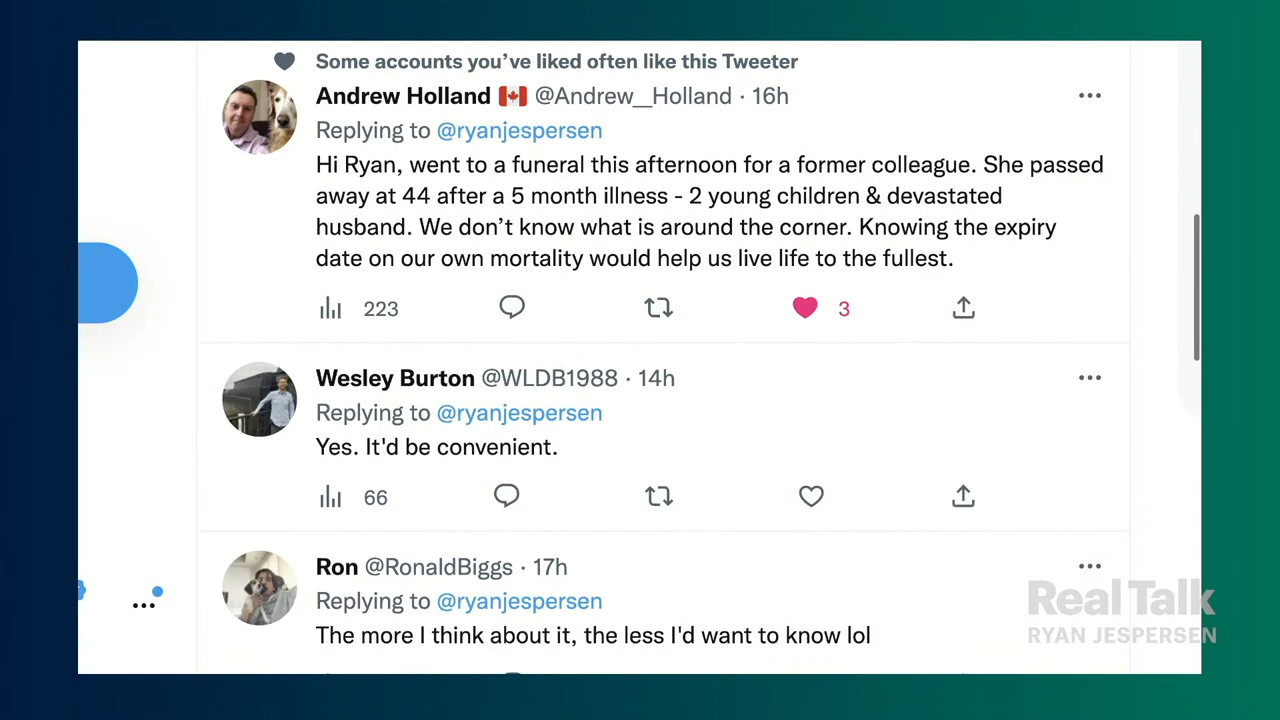 Some accounts you’ve liked often like this Tweeter
Andrew Holland 🇨🇦 @Andrew__Holland · 16h
Replying to @ryanjespersen
Hi Ryan, went to a funeral this afternoon for a former colleague. She passed
away at 44 after a 5 month illness - 2 young children & devastated
husband. We don’t know what is around the corner. Knowing the expiry
date on our own mortality would help us live life to the fullest.
223 3
Wesley Burton @WLDB1988 · 14h
Replying to @ryanjespersen
Yes. It'd be convenient.
66
Ron @RonaldBiggs · 17h
Replying to @ryanjespersen
The more I think about it, the less I'd want to know lol
Real Talk
RYAN JESPERSEN